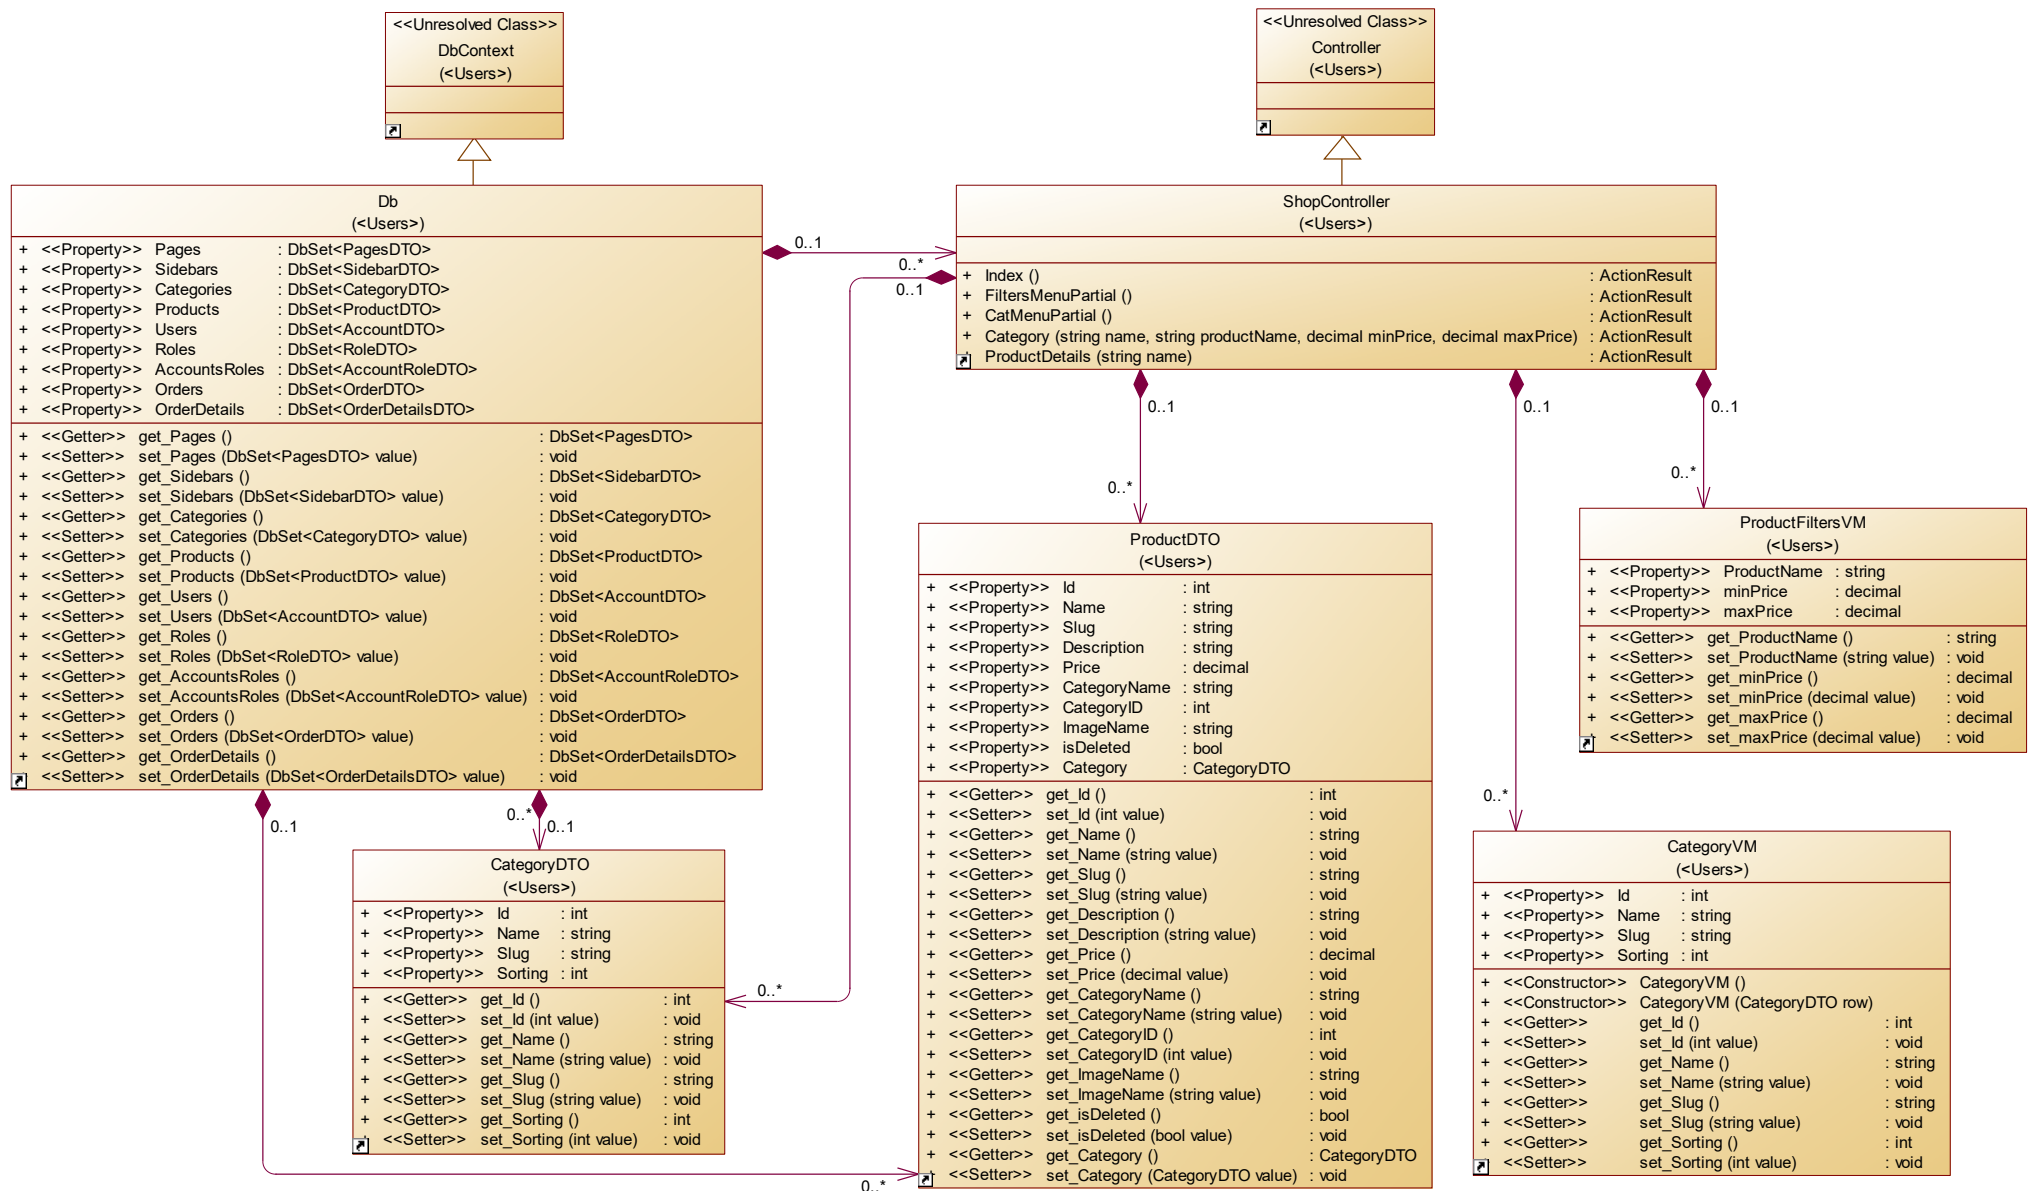 <<Unresolved Class>>
DbContext
(<Users>)
<<Unresolved Class>>
Controller
(<Users>)
Db
(<Users>)
+ <<Property>> Pages : DbSet<PagesDTO>
+ <<Property>> Sidebars : DbSet<SidebarDTO>
+ <<Property>> Categories : DbSet<CategoryDTO>
+ <<Property>> Products : DbSet<ProductDTO>
+ <<Property>> Users : DbSet<AccountDTO>
+ <<Property>> Roles : DbSet<RoleDTO>
+ <<Property>> AccountsRoles : DbSet<AccountRoleDTO>
+ <<Property>> Orders : DbSet<OrderDTO>
+ <<Property>> OrderDetails : DbSet<OrderDetailsDTO>
+ <<Getter>> get_Pages () : DbSet<PagesDTO>
+ <<Setter>> set_Pages (DbSet<PagesDTO> value) : void
+ <<Getter>> get_Sidebars () : DbSet<SidebarDTO>
+ <<Setter>> set_Sidebars (DbSet<SidebarDTO> value) : void
+ <<Getter>> get_Categories () : DbSet<CategoryDTO>
+ <<Setter>> set_Categories (DbSet<CategoryDTO> value) : void
+ <<Getter>> get_Products () : DbSet<ProductDTO>
+ <<Setter>> set_Products (DbSet<ProductDTO> value) : void
+ <<Getter>> get_Users () : DbSet<AccountDTO>
+ <<Setter>> set_Users (DbSet<AccountDTO> value) : void
+ <<Getter>> get_Roles () : DbSet<RoleDTO>
+ <<Setter>> set_Roles (DbSet<RoleDTO> value) : void
+ <<Getter>> get_AccountsRoles () : DbSet<AccountRoleDTO>
+ <<Setter>> set_AccountsRoles (DbSet<AccountRoleDTO> value) : void
+ <<Getter>> get_Orders () : DbSet<OrderDTO>
+ <<Setter>> set_Orders (DbSet<OrderDTO> value) : void
+ <<Getter>> get_OrderDetails () : DbSet<OrderDetailsDTO>
<<Setter>> set_OrderDetails (DbSet<OrderDetailsDTO> value) : void
0..1
0..*
0..1
ShopController
(<Users>)
+ Index () : ActionResult
+ FiltersMenuPartial () : ActionResult
+ CatMenuPartial () : ActionResult
+ Category (string name, string productName, decimal minPrice, decimal maxPrice) : ActionResult
ProductDetails (string name) : ActionResult
0..1
0..1
0..1
0..*
0..*
0..*
ProductFiltersVM
(<Users>)
+ <<Property>> ProductName : string
+ <<Property>> minPrice : decimal
+ <<Property>> maxPrice : decimal
+ <<Getter>> get_ProductName () : string
+ <<Setter>> set_ProductName (string value) : void
+ <<Getter>> get_minPrice () : decimal
+ <<Setter>> set_minPrice (decimal value) : void
+ <<Getter>> get_maxPrice () : decimal
<<Setter>> set_maxPrice (decimal value) : void
ProductDTO
(<Users>)
+ <<Property>> Id : int
+ <<Property>> Name : string
+ <<Property>> Slug : string
+ <<Property>> Description : string
+ <<Property>> Price : decimal
+ <<Property>> CategoryName : string
+ <<Property>> CategoryID : int
+ <<Property>> ImageName : string
+ <<Property>> isDeleted : bool
+ <<Property>> Category : CategoryDTO
+ <<Getter>> get_Id () : int
+ <<Setter>> set_Id (int value) : void
+ <<Getter>> get_Name () : string
+ <<Setter>> set_Name (string value) : void
+ <<Getter>> get_Slug () : string
+ <<Setter>> set_Slug (string value) : void
+ <<Getter>> get_Description () : string
+ <<Setter>> set_Description (string value) : void
+ <<Getter>> get_Price () : decimal
+ <<Setter>> set_Price (decimal value) : void
+ <<Getter>> get_CategoryName () : string
+ <<Setter>> set_CategoryName (string value) : void
+ <<Getter>> get_CategoryID () : int
+ <<Setter>> set_CategoryID (int value) : void
+ <<Getter>> get_ImageName () : string
+ <<Setter>> set_ImageName (string value) : void
+ <<Getter>> get_isDeleted () : bool
+ <<Setter>> set_isDeleted (bool value) : void
+ <<Getter>> get_Category () : CategoryDTO
<<Setter>> set_Category (CategoryDTO value) : void
0..1
0..*
0..1
CategoryDTO
(<Users>)
+ <<Property>> Id : int
+ <<Property>> Name : string
+ <<Property>> Slug : string
+ <<Property>> Sorting : int
+ <<Getter>> get_Id () : int
+ <<Setter>> set_Id (int value) : void
+ <<Getter>> get_Name () : string
+ <<Setter>> set_Name (string value) : void
+ <<Getter>> get_Slug () : string
+ <<Setter>> set_Slug (string value) : void
+ <<Getter>> get_Sorting () : int
<<Setter>> set_Sorting (int value) : void
0..*
0..*
CategoryVM
(<Users>)
+ <<Property>> Id : int
+ <<Property>> Name : string
+ <<Property>> Slug : string
+ <<Property>> Sorting : int
+ <<Constructor>> CategoryVM ()
+ <<Constructor>> CategoryVM (CategoryDTO row)
+ <<Getter>> get_Id () : int
+ <<Setter>> set_Id (int value) : void
+ <<Getter>> get_Name () : string
+ <<Setter>> set_Name (string value) : void
+ <<Getter>> get_Slug () : string
+ <<Setter>> set_Slug (string value) : void
+ <<Getter>> get_Sorting () : int
<<Setter>> set_Sorting (int value) : void